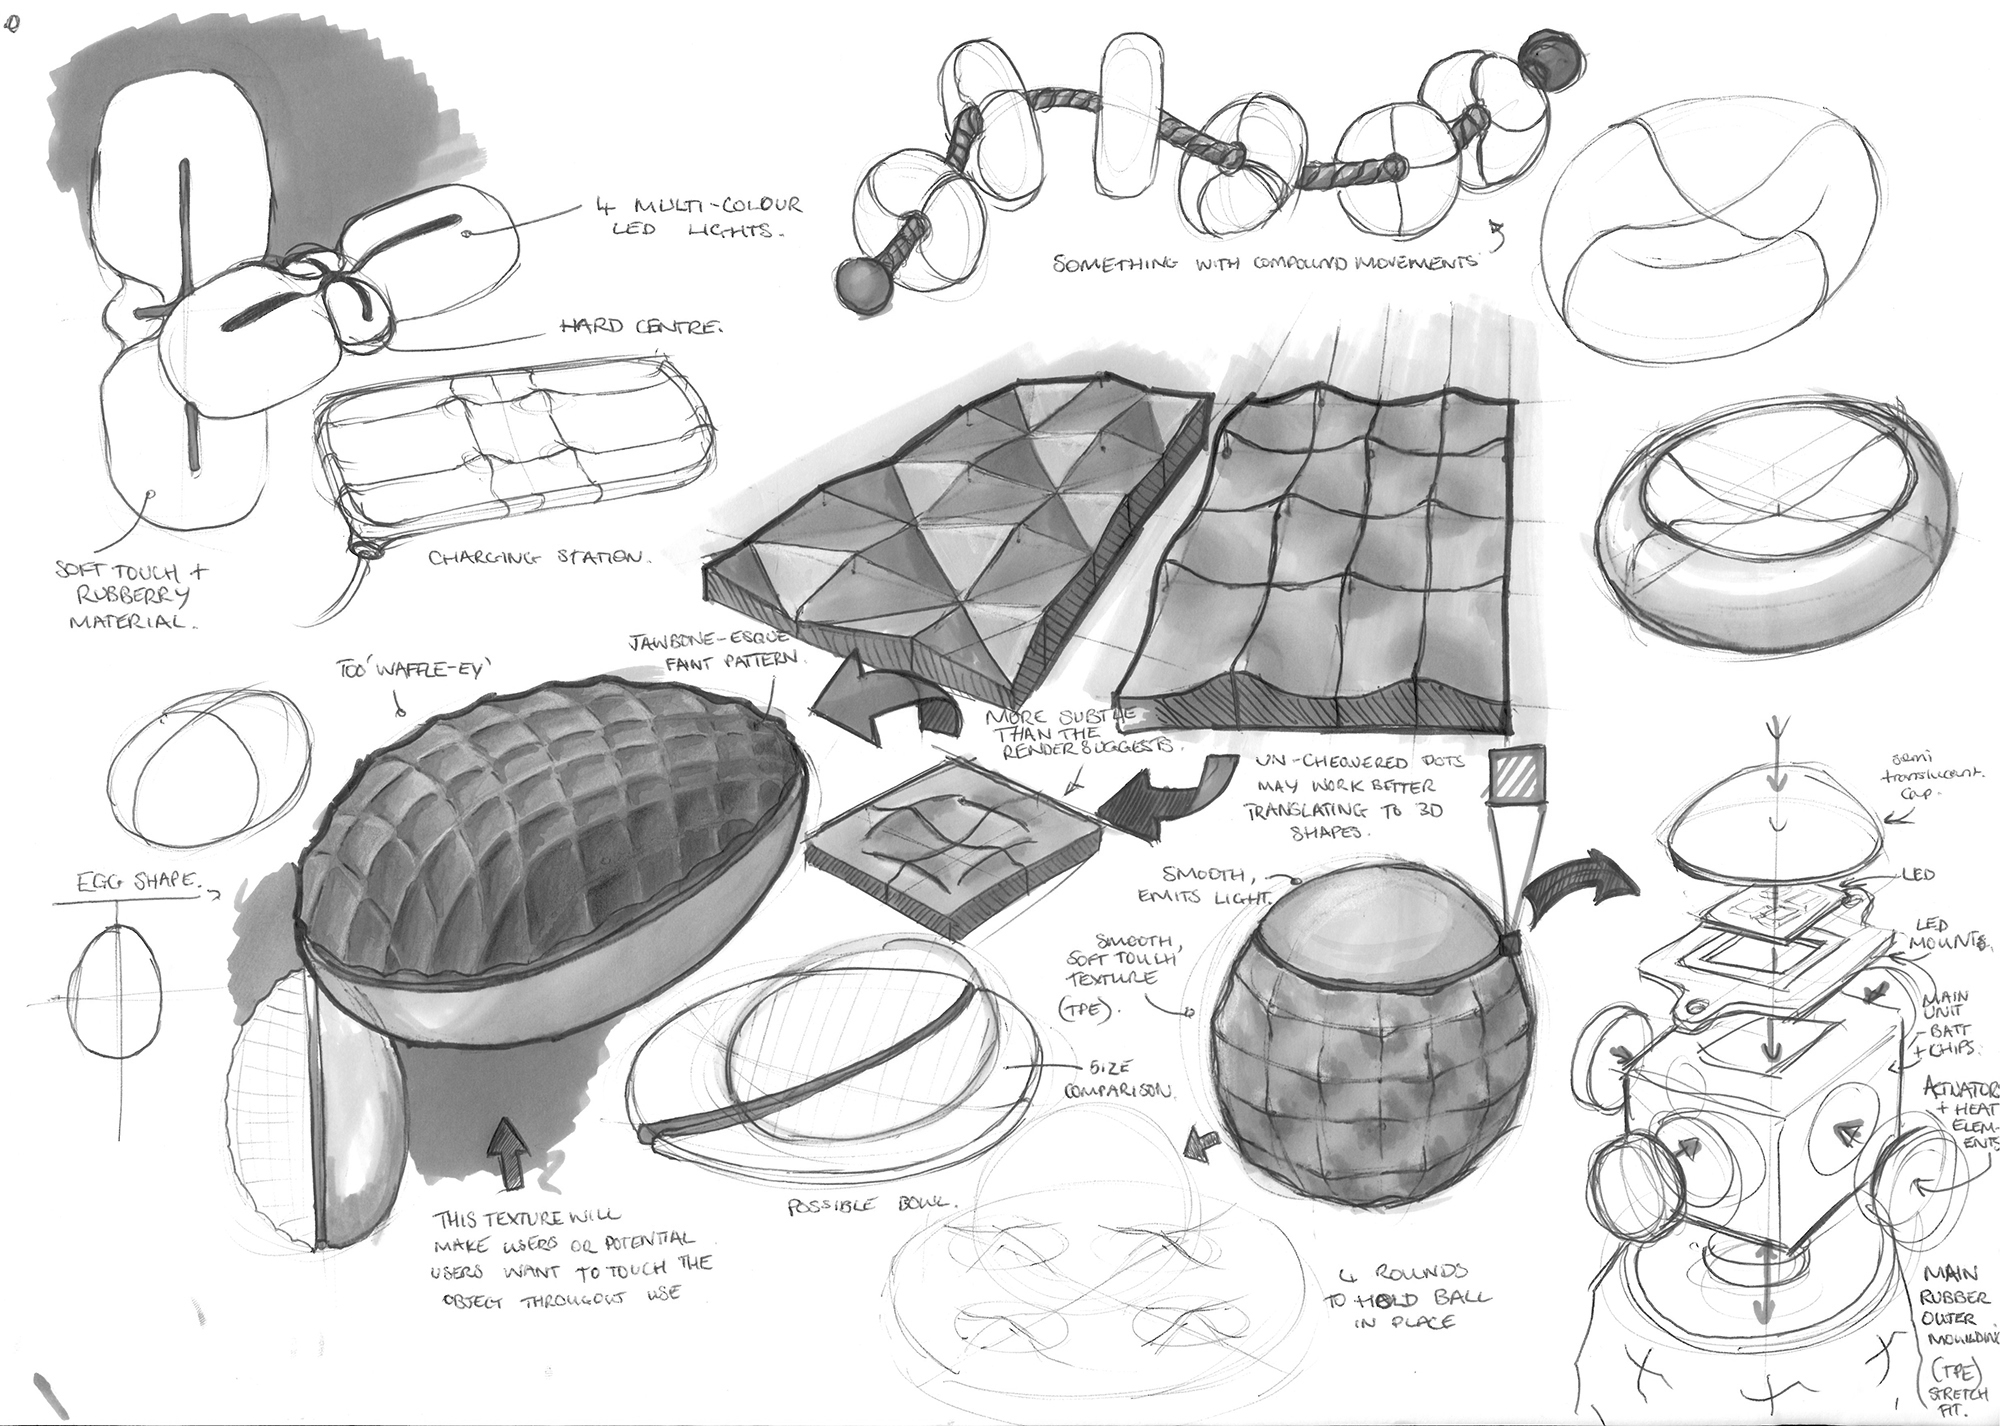 4 MULTI-COLOUR
LED LIGHTS.
HARD CENTRE.
CHARGING STATION.
SOFT TOUCH +
RUBBERRY
MATERIAL.
SOMETHING WITH COMPOUND MOVEMENTS
TOO 'WAFFLE-EY'
JAWBONE-ESQUE
FAINT PATTERN.
MORE SUBTLE
THAN THE
RENDER SUGGESTS.
UN-CHEQUERED DOTS
MAY WORK BETTER
TRANSLATING TO 3D
SHAPES.
EGG SHAPE.
SMOOTH,
EMITS LIGHT.
SMOOTH,
SOFT TOUCH
TEXTURE
(TPE).
SIZE
COMPARISON.
POSSIBLE BOWL.
THIS TEXTURE WILL
MAKE USERS OR POTENTIAL
USERS WANT TO TOUCH THE
OBJECT THROUGHOUT USE
4 ROUNDS
TO HOLD BALL
IN PLACE
semi
translucent.
cap.
LED
LED
MOUNTS.
MAIN
UNIT
- BATT
+ CHIPS.
ACTUATORS
+ HEAT
ELEM-
ENTS
MAIN
RUBBER
OUTER
MOULDING
(TPE)
STRETCH
FIT.